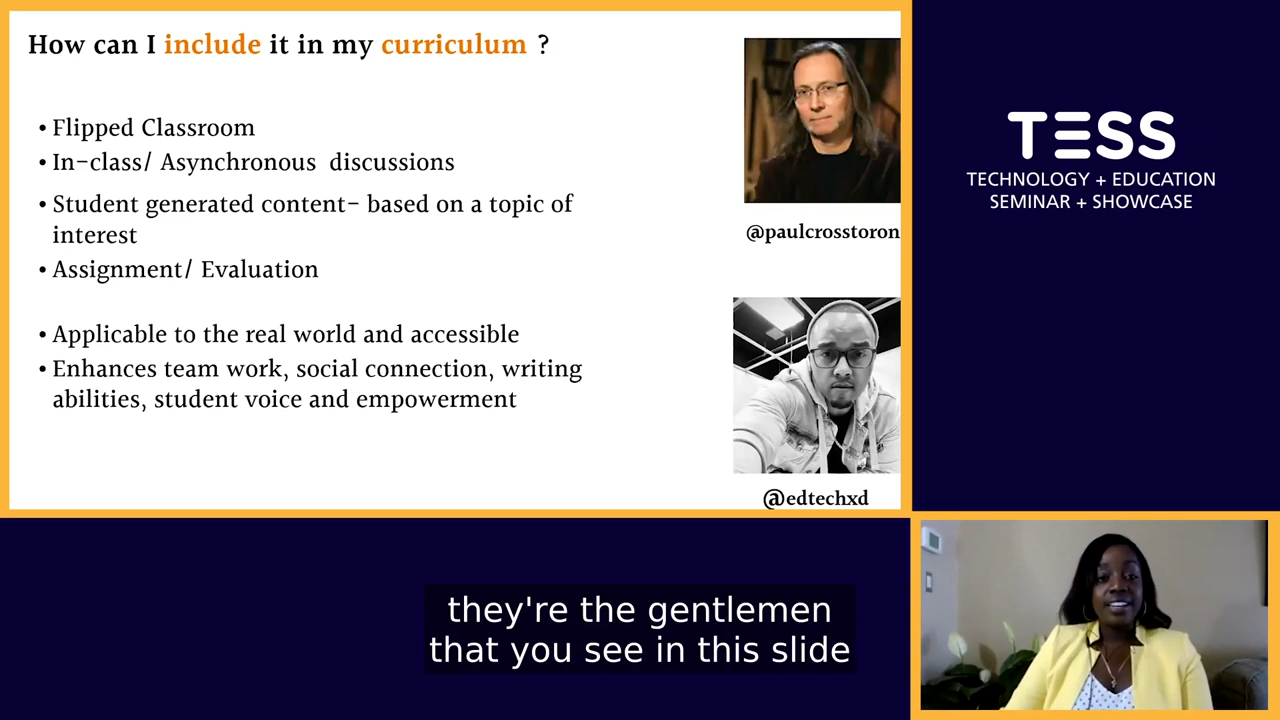 How can I include it in my curriculum ?
• Flipped Classroom
• In-class/ Asynchronous discussions
• Student generated content- based on a topic of
interest
• Assignment/ Evaluation
• Applicable to the real world and accessible
• Enhances team work, social connection, writing
abilities, student voice and empowerment
@paulcrosstoron
@edtechxd
TESS
TECHNOLOGY + EDUCATION
SEMINAR + SHOWCASE
they're the gentlemen
that you see in this slide